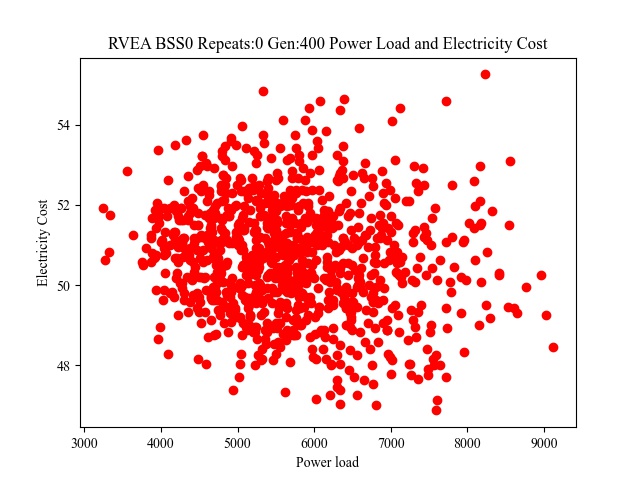 RVEA BSS0 Repeats:0 Gen:400 Power Load and Electricity Cost
54
52
50
48
Electricity Cost
3000 4000 5000 6000 7000 8000 9000
Power load